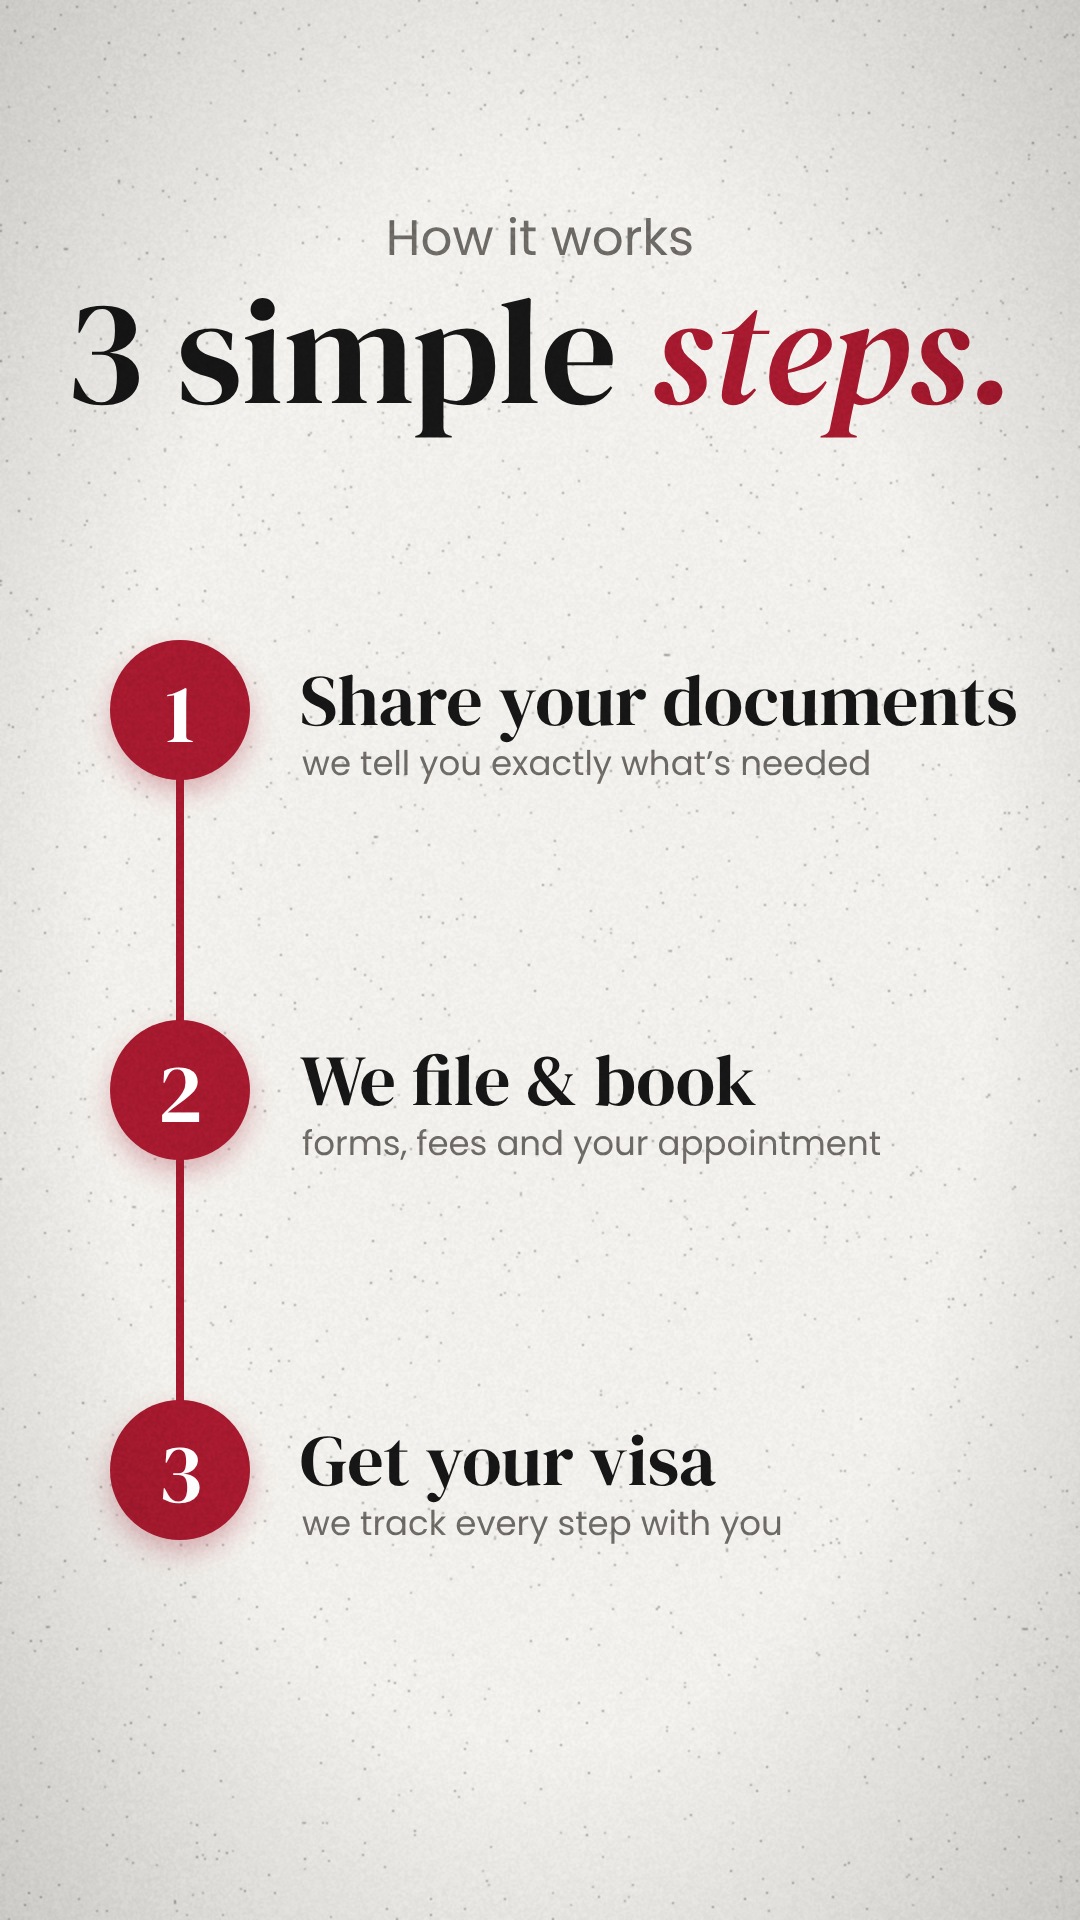 How it works
3 simple steps.
1
Share your documents
we tell you exactly what’s needed
2
We file & book
forms, fees and your appointment
3
Get your visa
we track every step with you